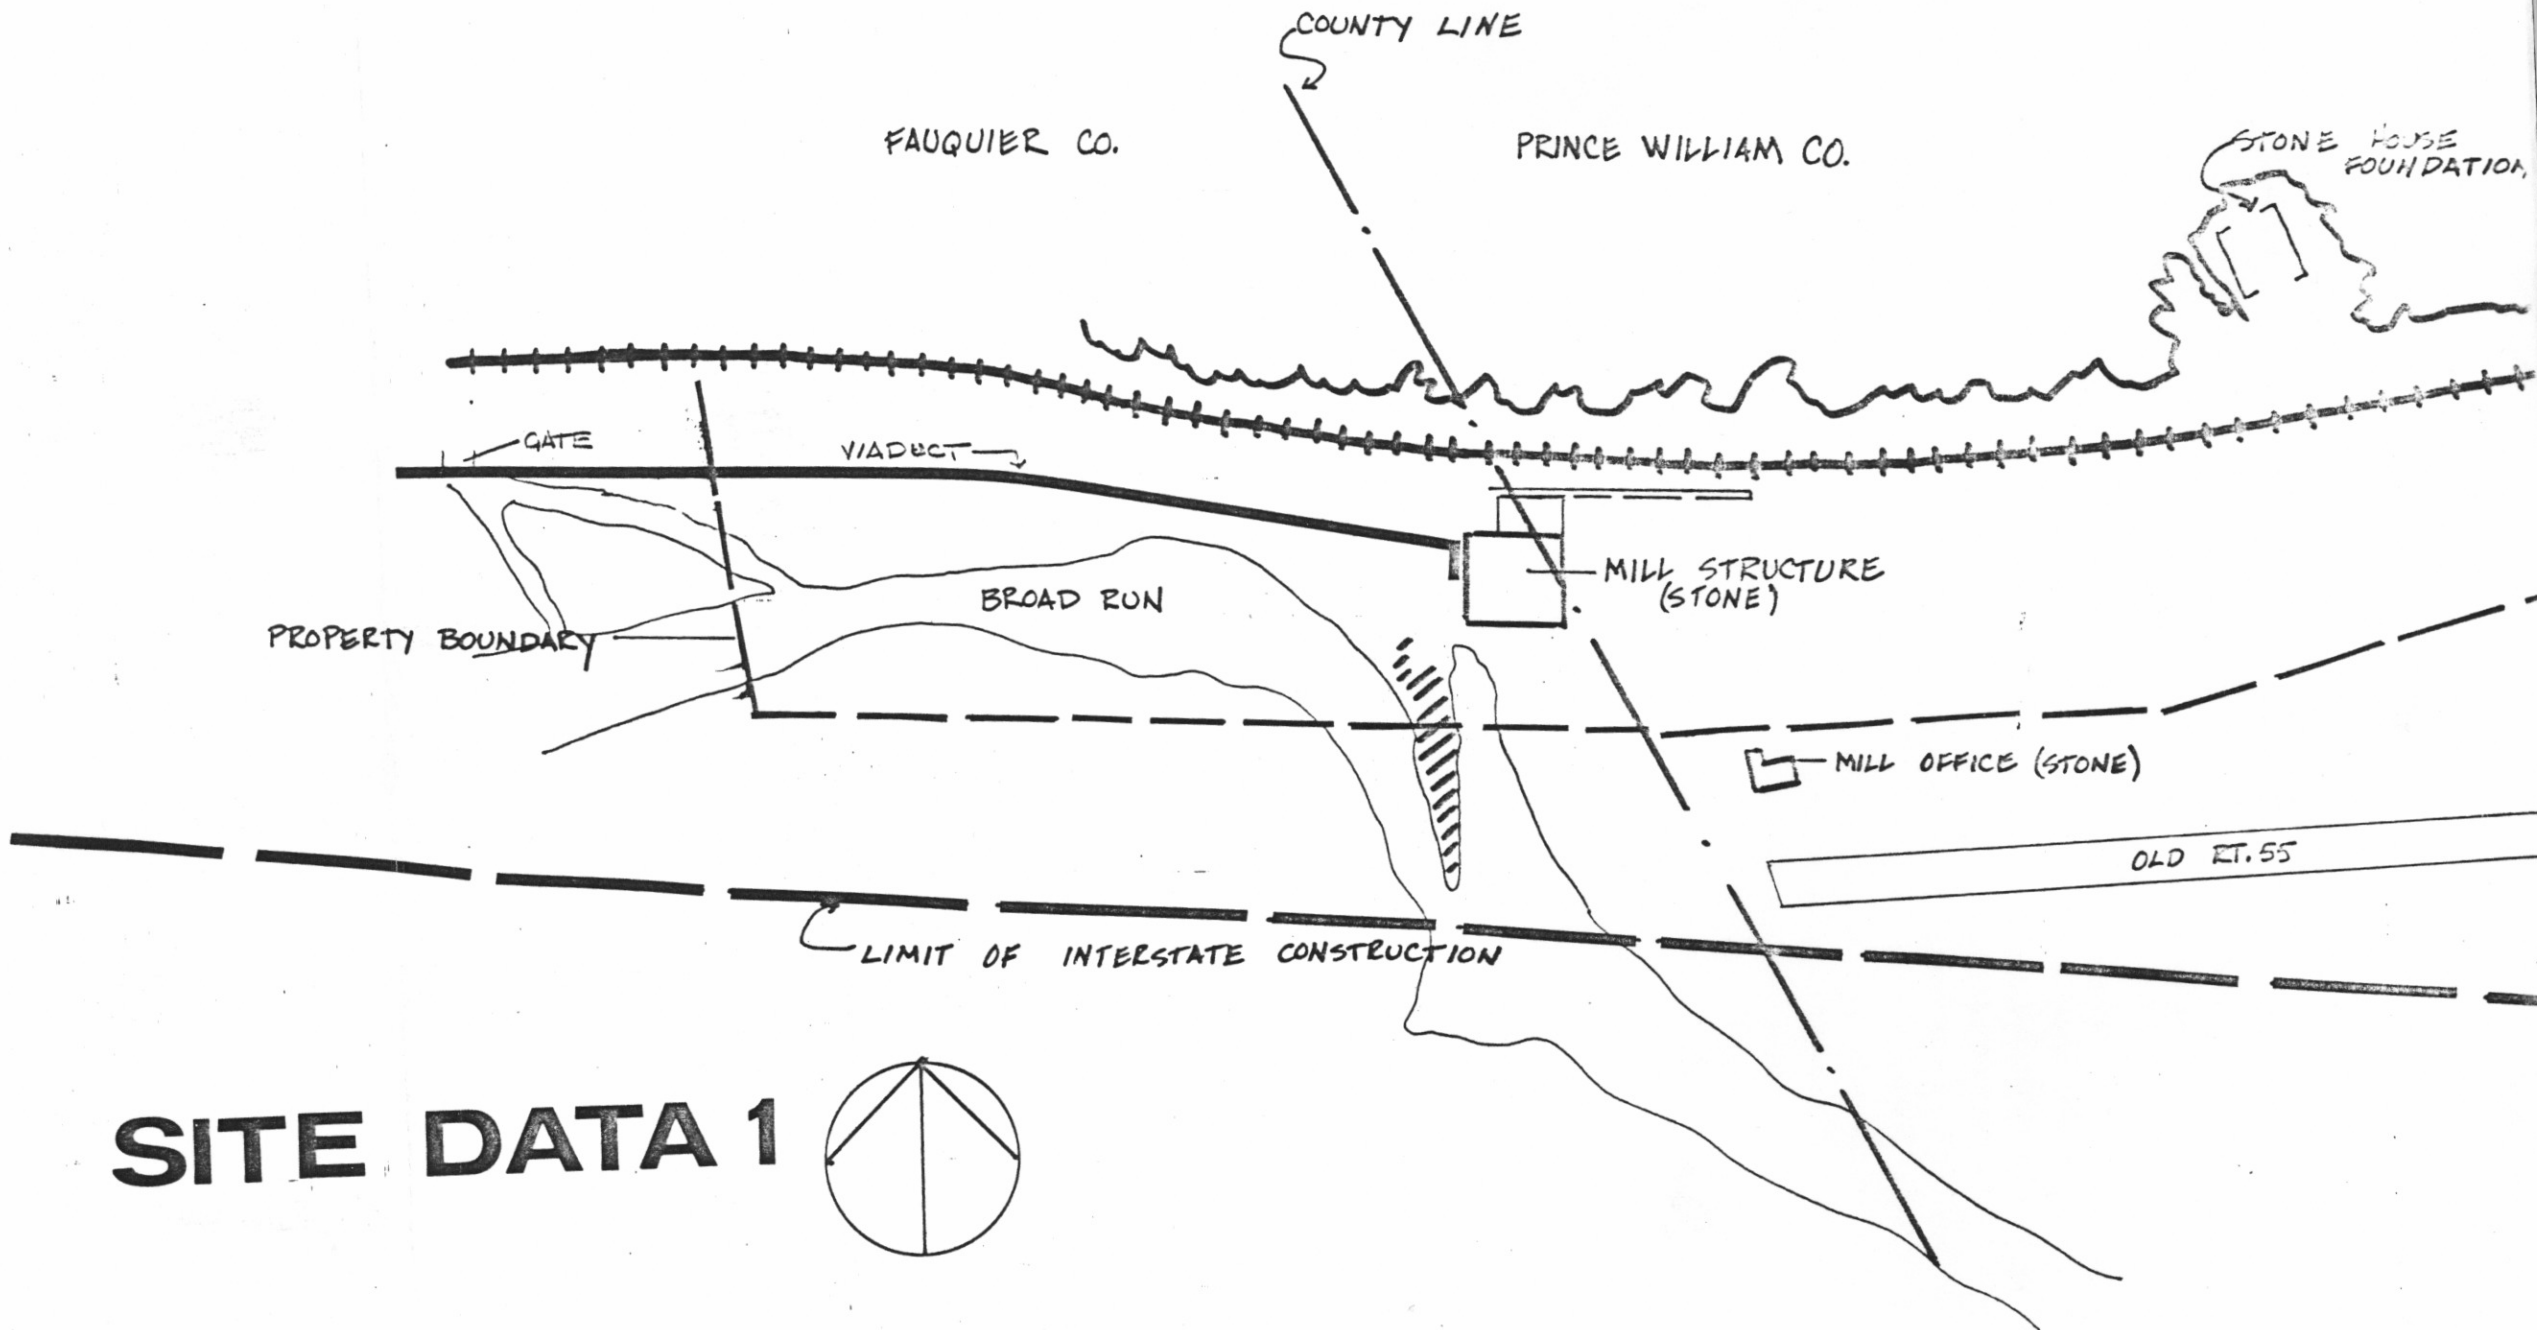 COUNTY LINE
FAUQUIER CO.
PRINCE WILLIAM CO.
STONE HOUSE
FOUNDATION
GATE
VIADUCT
MILL STRUCTURE
(STONE)
BROAD RUN
PROPERTY BOUNDARY
MILL OFFICE (STONE)
OLD RT. 55
LIMIT OF INTERSTATE CONSTRUCTION
SITE DATA 1